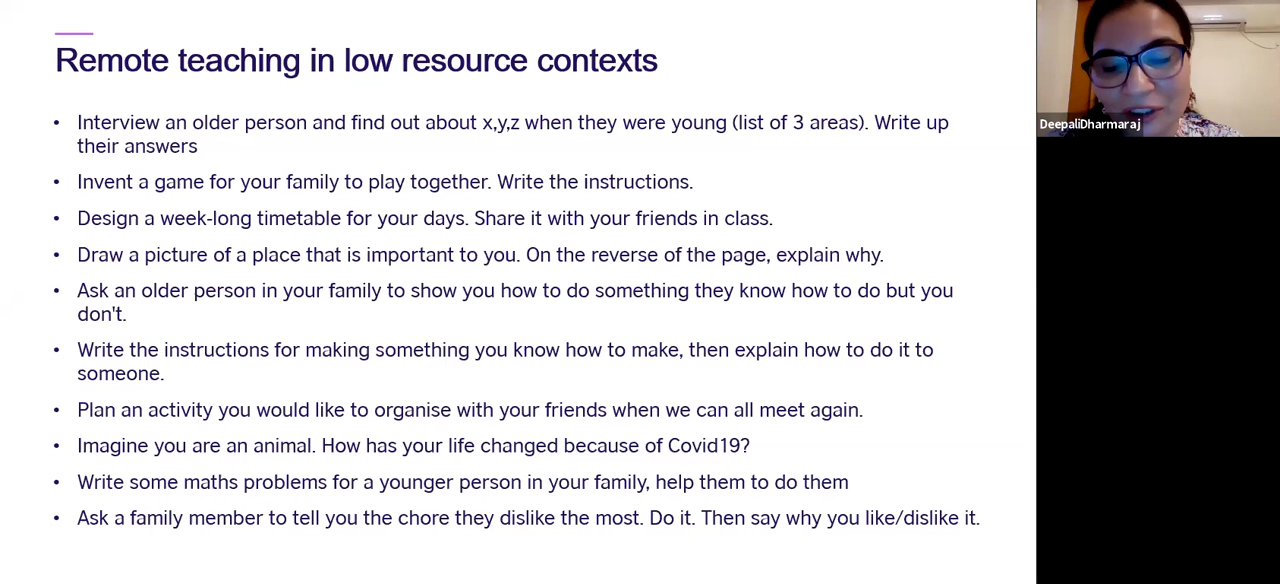 Remote teaching in low resource contexts
• Interview an older person and find out about x,y,z when they were young (list of 3 areas). Write up
their answers
• Invent a game for your family to play together. Write the instructions.
• Design a week-long timetable for your days. Share it with your friends in class.
• Draw a picture of a place that is important to you. On the reverse of the page, explain why.
• Ask an older person in your family to show you how to do something they know how to do but you
don't.
• Write the instructions for making something you know how to make, then explain how to do it to
someone.
• Plan an activity you would like to organise with your friends when we can all meet again.
• Imagine you are an animal. How has your life changed because of Covid19?
• Write some maths problems for a younger person in your family, help them to do them
• Ask a family member to tell you the chore they dislike the most. Do it. Then say why you like/dislike it.
DeepaliDharmaraj